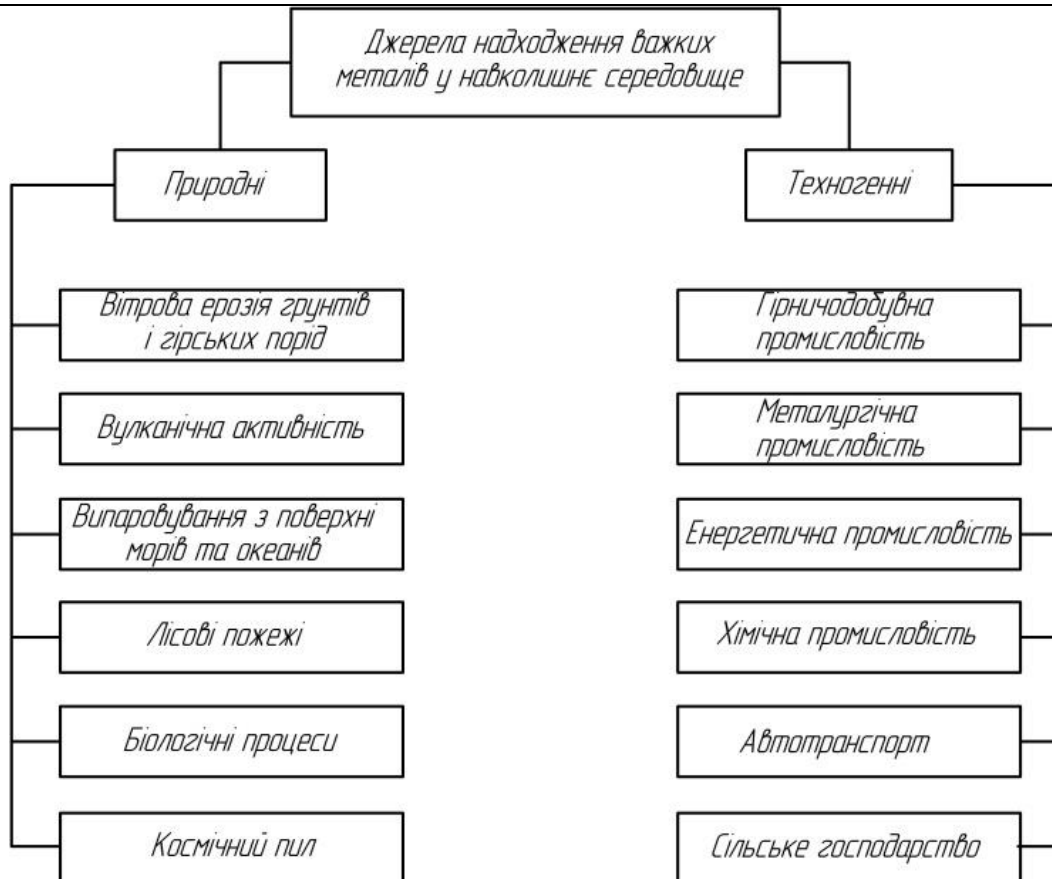 Джерела надходження важких
металів у навколишнє середовище
Природні
Техногенні
Вітрова ерозія грунтів
і гірських порід
Вулканічна активність
Випаровування з поверхні
морів та океанів
Лісові пожежі
Біологічні процеси
Космічний пил
Гірничодобувна
промисловість
Металургічна
промисловість
Енергетична промисловість
Хімічна промисловість
Автотранспорт
Сільське господарство